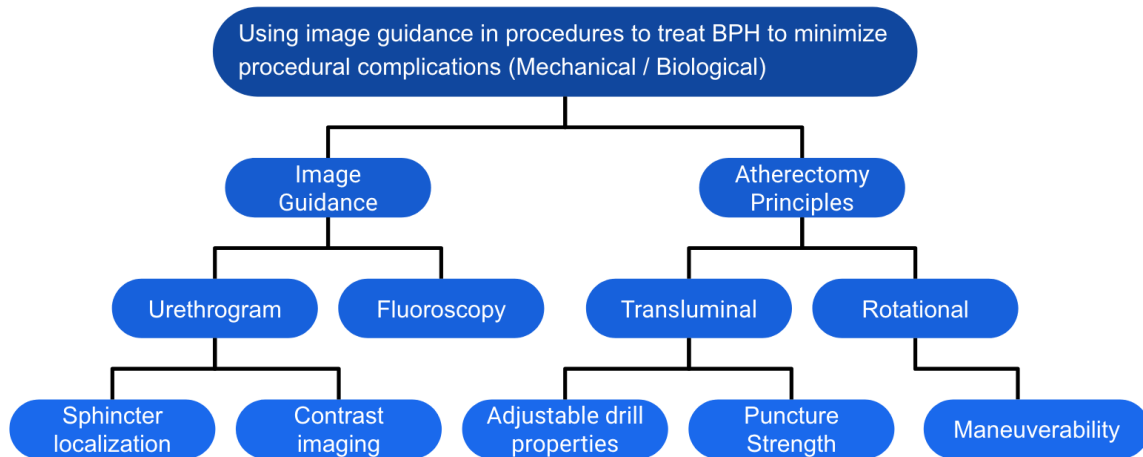 Using image guidance in procedures to treat BPH to minimize
procedural complications (Mechanical / Biological)
Image
Guidance
Atherectomy
Principles
Urethrogram
Fluoroscopy
Transluminal
Rotational
Sphincter
localization
Contrast
imaging
Adjustable drill
properties
Puncture
Strength
Maneuverability